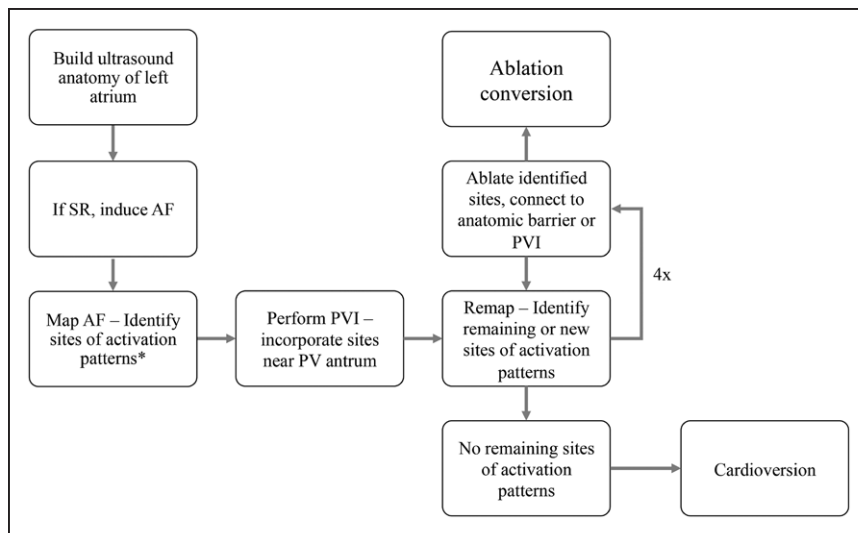 Build ultrasound
anatomy of left
atrium
If SR, induce AF
Map AF – Identify
sites of activation
patterns*
Perform PVI –
incorporate sites
near PV antrum
Remap – Identify
remaining or new
sites of activation
patterns
4x
Ablate identified
sites, connect to
anatomic barrier or
PVI
Ablation
conversion
No remaining sites
of activation
patterns
Cardioversion